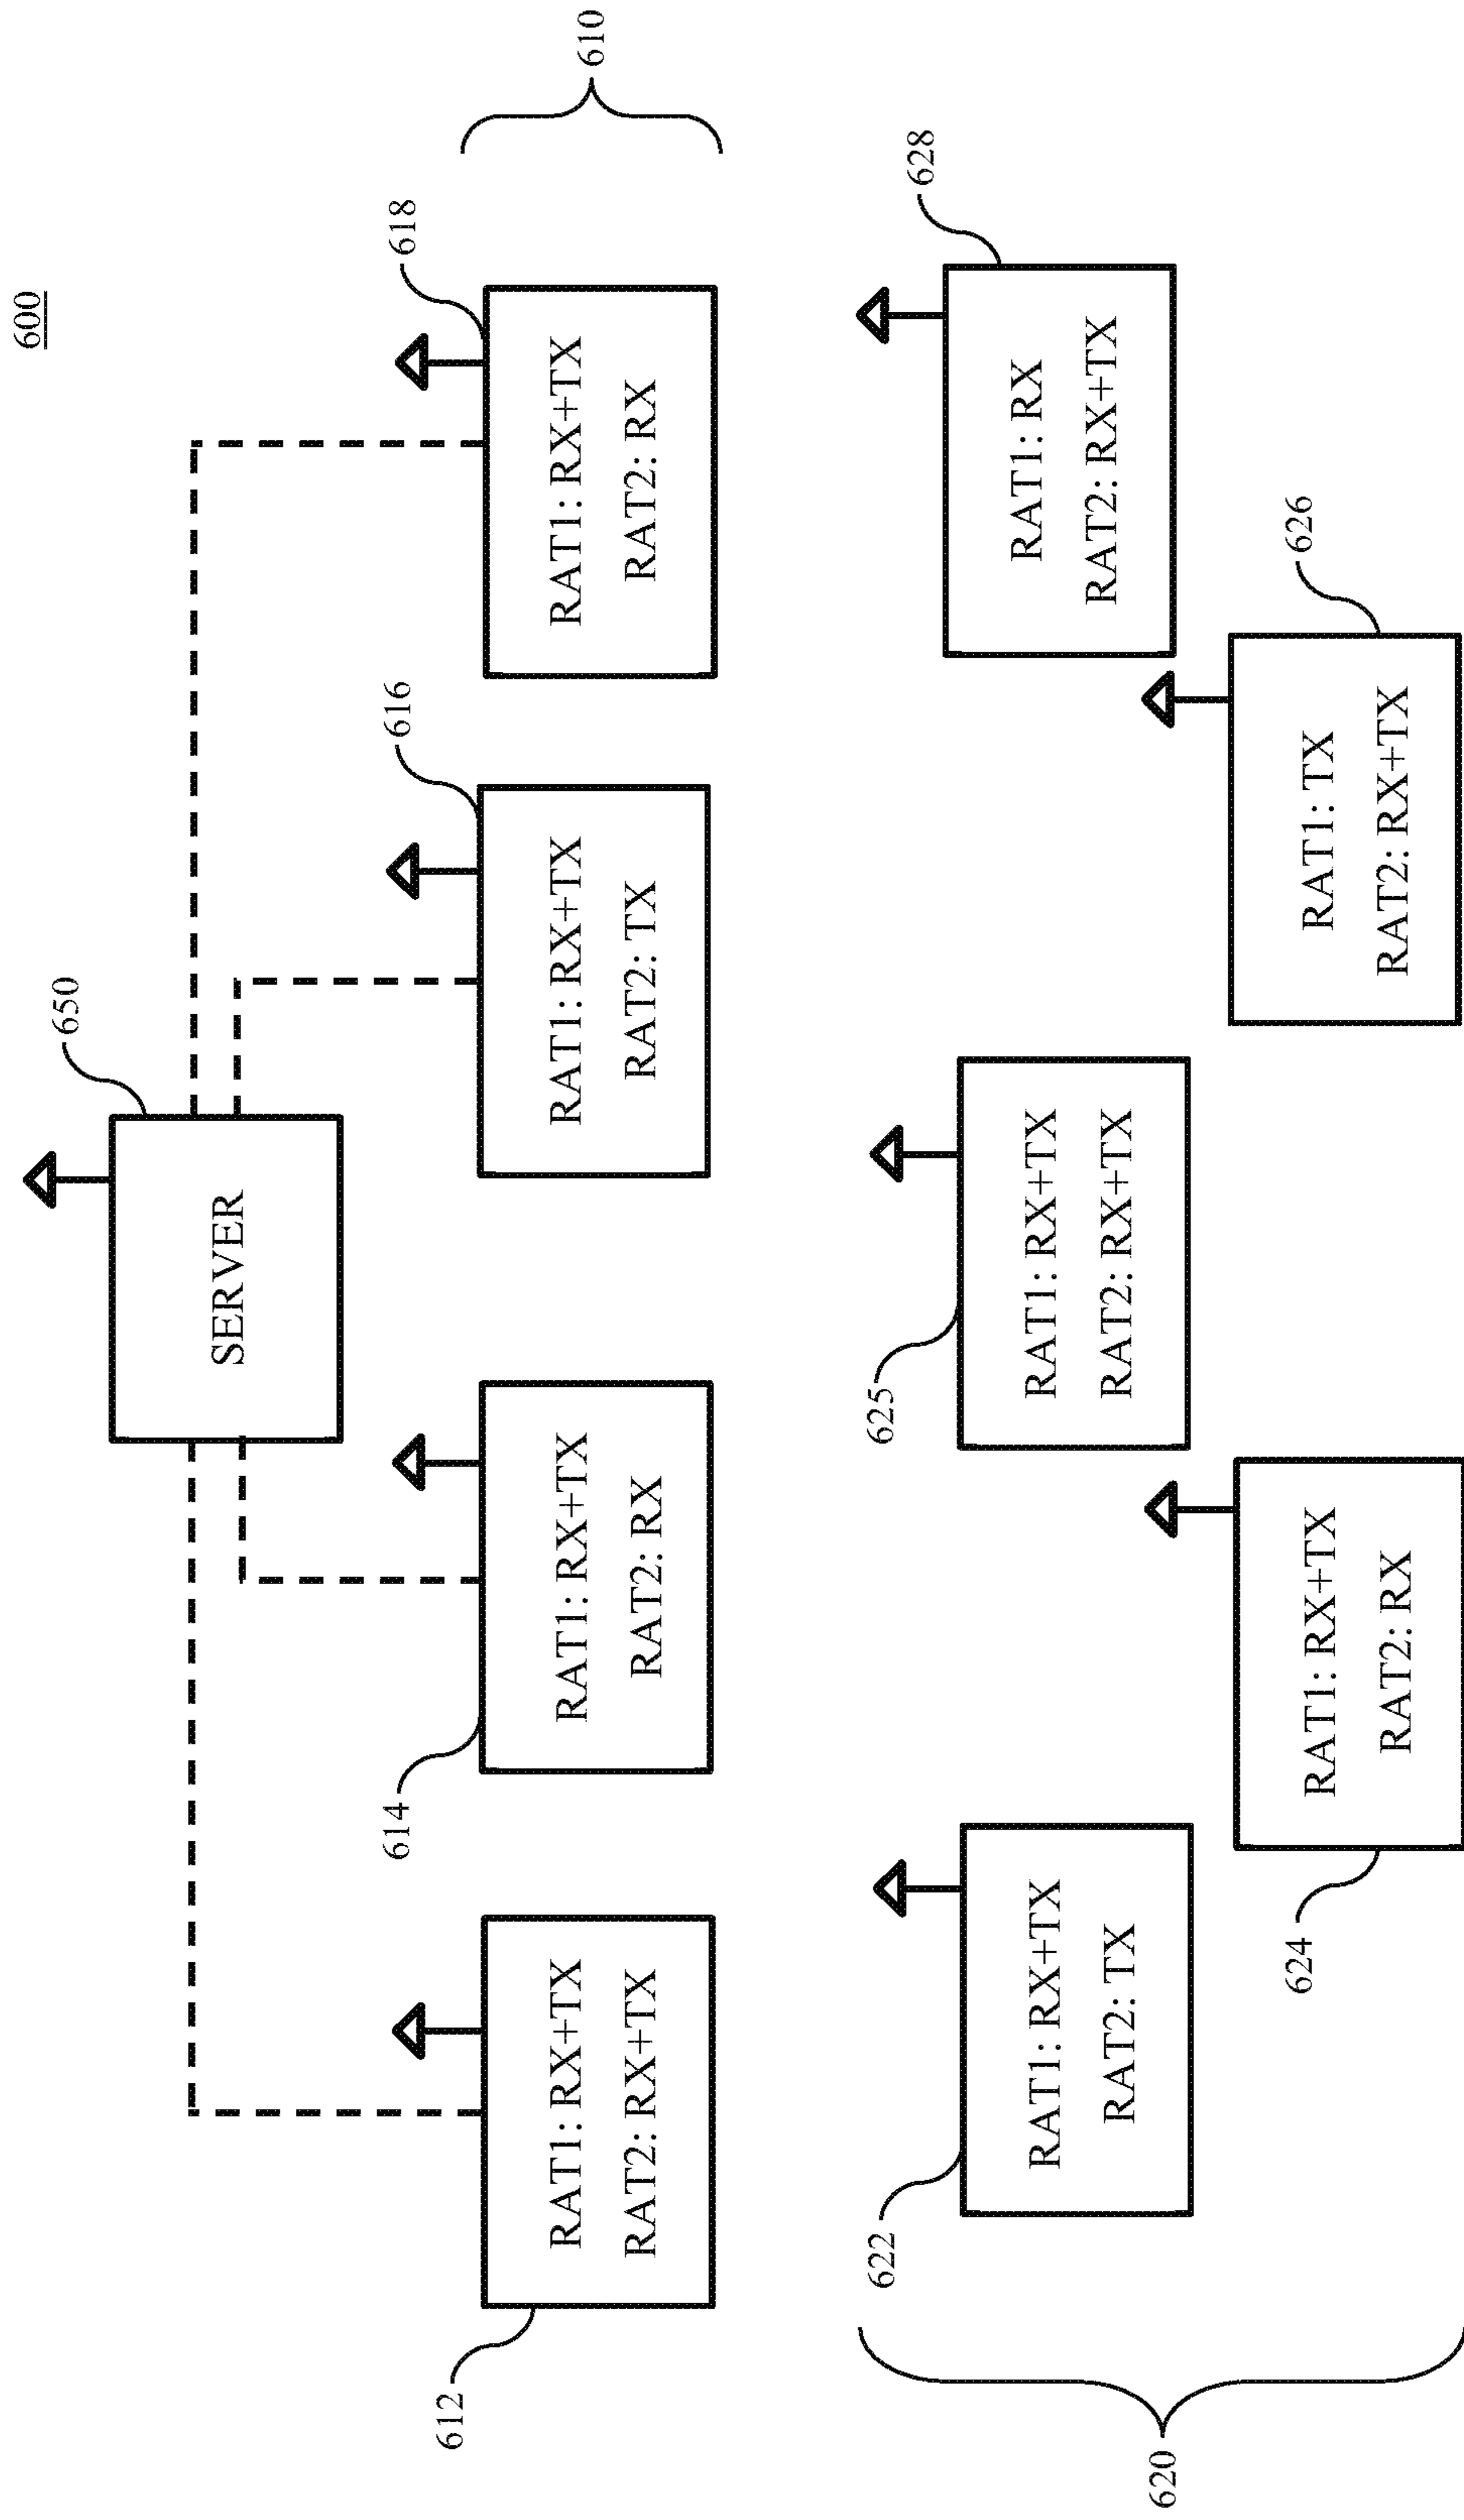 600
650
SERVER
610
612
RAT1: RX+TX
RAT2: RX+TX
614
RAT1: RX+TX
RAT2: RX
616
RAT1: RX+TX
RAT2: TX
618
RAT1: RX+TX
RAT2: RX
620
622
RAT1: RX+TX
RAT2: TX
624
RAT1: RX+TX
RAT2: RX
625
RAT1: RX+TX
RAT2: RX+TX
626
RAT1: TX
RAT2: RX+TX
628
RAT1: RX
RAT2: RX+TX